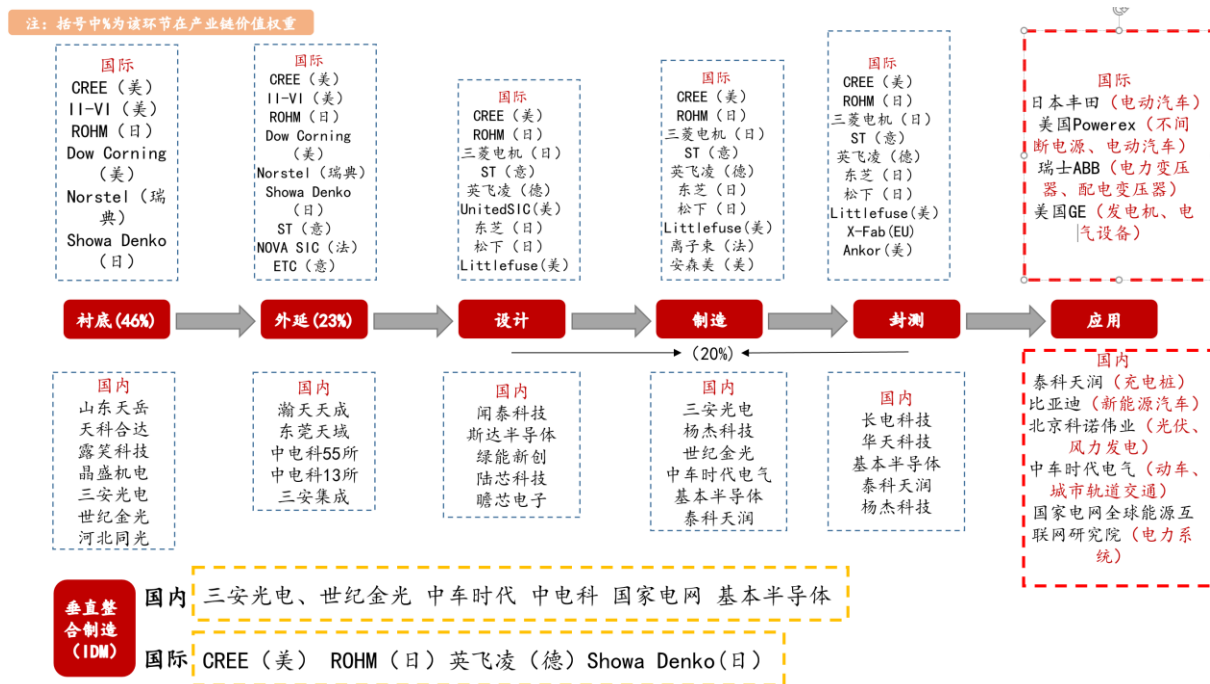 注：括号中%为该环节在产业链价值权重
国际
CREE（美）
II-VI（美）
ROHM（日）
Dow Corning
（美）
Norstel（瑞
典）
Showa Denko
（日）
国际
CREE（美）
II-VI（美）
ROHM（日）
Dow Corning
（美）
Norstel（瑞典）
Showa Denko
（日）
ST（意）
NOVA SIC（法）
ETC（意）
国际
CREE（美）
ROHM（日）
三菱电机（日）
ST（意）
英飞凌（德）
UnitedSIC(美)
东芝（日）
松下（日）
Littlefuse(美)
国际
CREE（美）
ROHM（日）
三菱电机（日）
ST（意）
英飞凌（德）
东芝（日）
松下（日）
Littlefuse(美)
离子束（法）
安森美（美）
国际
CREE（美）
ROHM（日）
三菱电机（日）
ST（意）
英飞凌（德）
东芝（日）
松下（日）
Littlefuse(美)
X-Fab(EU)
Ankor(美)
国际
日本丰田（电动汽车）
美国Powerex（不间
断电源、电动汽车）
瑞士ABB（电力变压
器、配电变压器）
美国GE（发电机、电
气设备）
衬底(46%)
外延(23%)
设计
制造
封测
应用
（20%）
国内
山东天岳
天科合达
露笑科技
晶盛机电
三安光电
世纪金光
河北同光
国内
瀚天天成
东莞天域
中电科55所
中电科13所
三安集成
国内
闻泰科技
斯达半导体
绿能新创
陆芯科技
瞻芯电子
国内
三安光电
杨杰科技
世纪金光
中车时代电气
基本半导体
泰科天润
国内
长电科技
华天科技
基本半导体
泰科天润
杨杰科技
国内
泰科天润（充电桩）
比亚迪（新能源汽车）
北京科诺伟业（光伏、
风力发电）
中车时代电气（动车、
城市轨道交通）
国家电网全球能源互
联网研究院（电力系
统）
垂直整
合制造
（IDM）
国内
三安光电、世纪金光 中车时代 中电科 国家电网 基本半导体
国际
CREE（美） ROHM（日）英飞凌（德）Showa Denko(日）